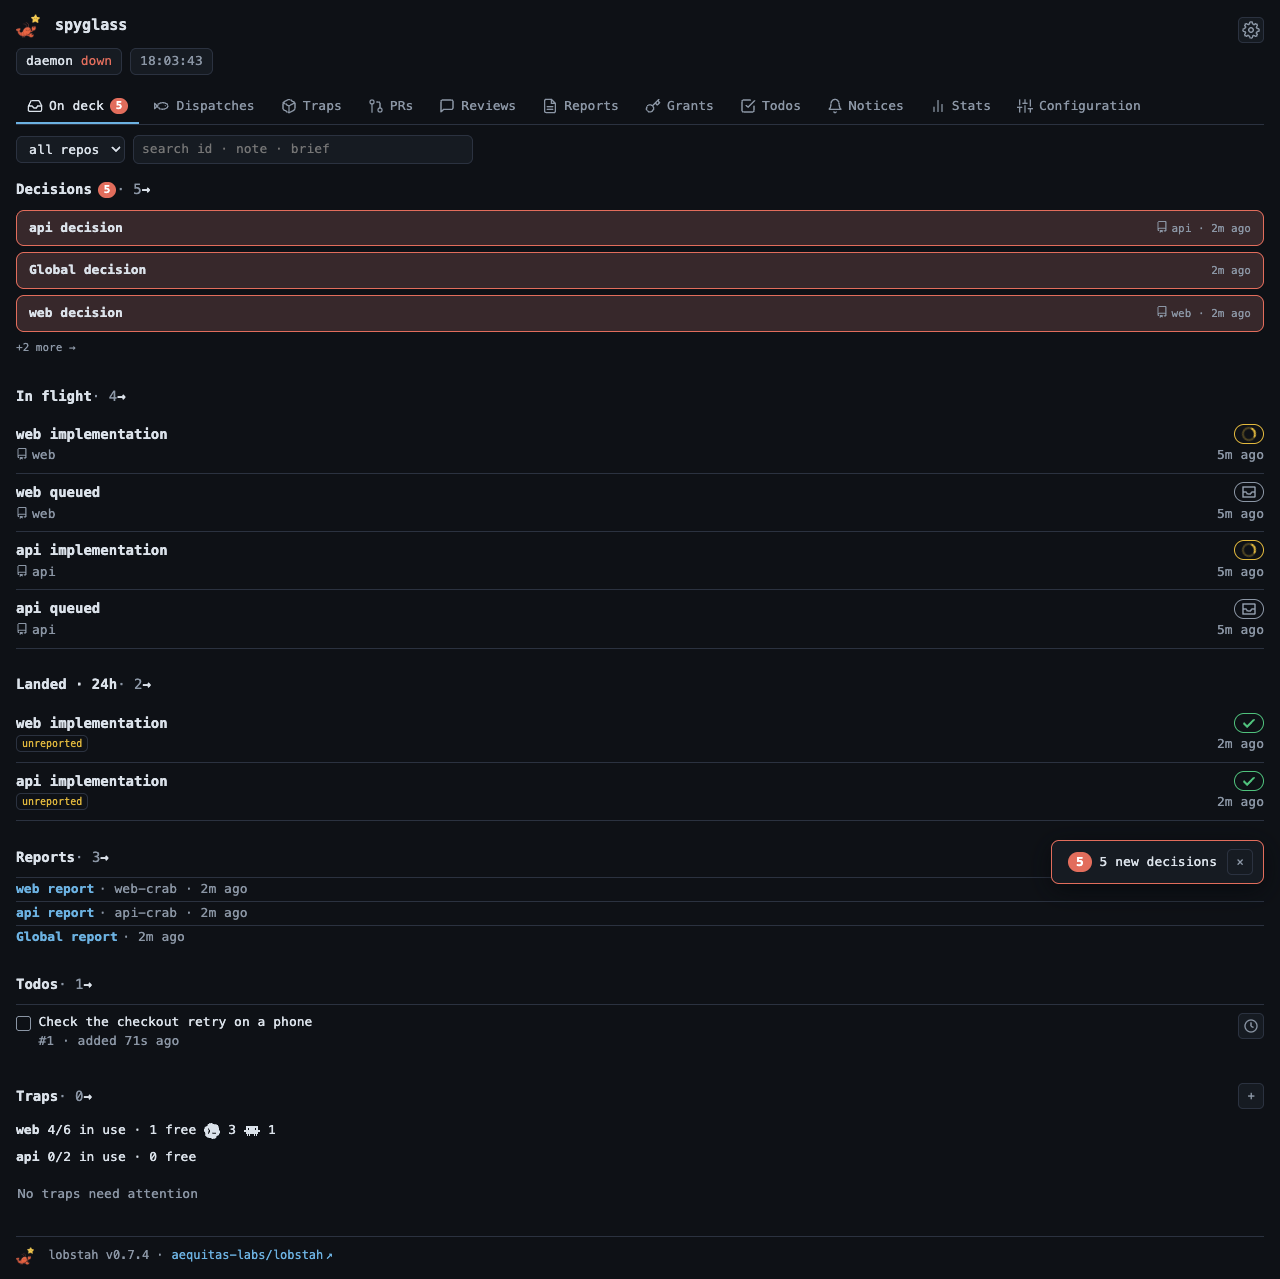 spyglass
daemon down 18:03:43
On deck 5 Dispatches Traps PRs Reviews Reports Grants Todos Notices Stats Configuration
all repos search id · note · brief
Decisions 5 · 5→
api decision api · 2m ago
Global decision 2m ago
web decision web · 2m ago
+2 more →
In flight · 4→
web implementation
web 5m ago
web queued
web 5m ago
api implementation
api 5m ago
api queued
api 5m ago
Landed · 24h · 2→
web implementation
unreported 2m ago
api implementation
unreported 2m ago
Reports · 3→
5 5 new decisions ×
web report · web-crab · 2m ago
api report · api-crab · 2m ago
Global report · 2m ago
Todos · 1→
Check the checkout retry on a phone
#1 · added 71s ago
Traps · 0→ +
web 4/6 in use · 1 free 3 1
api 0/2 in use · 0 free
No traps need attention
lobstah v0.7.4 · aequitas-labs/lobstah↗